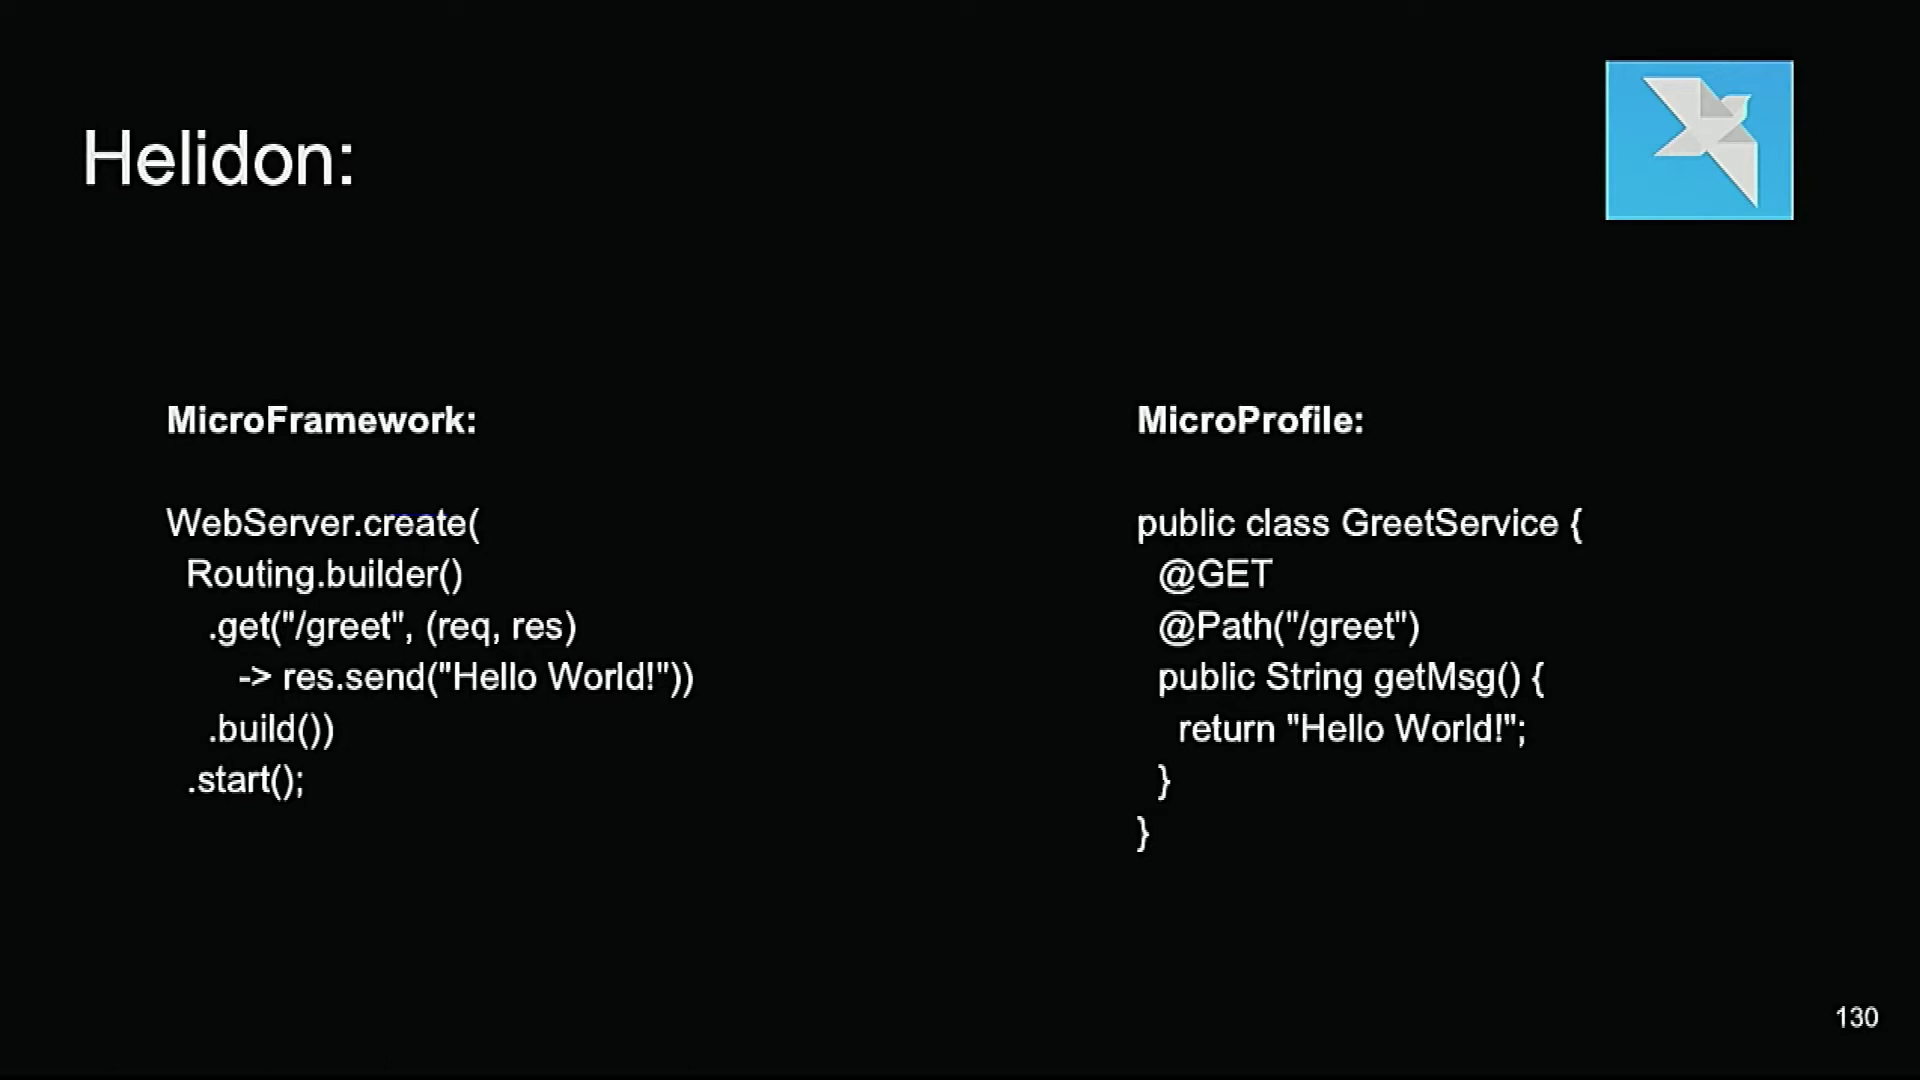 Helidon:
MicroFramework:
WebServer.create(
Routing.builder()
.get("/greet", (req, res)
-> res.send("Hello World!"))
.build())
.start();
MicroProfile:
public class GreetService {
@GET
@Path("/greet")
public String getMsg() {
return "Hello World!";
}
}
130